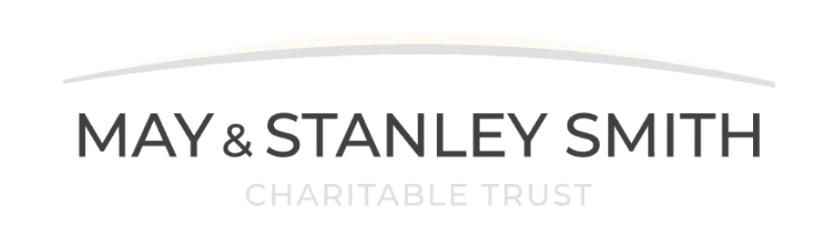 MAY & STANLEY SMITH
CHARITABLE TRUST